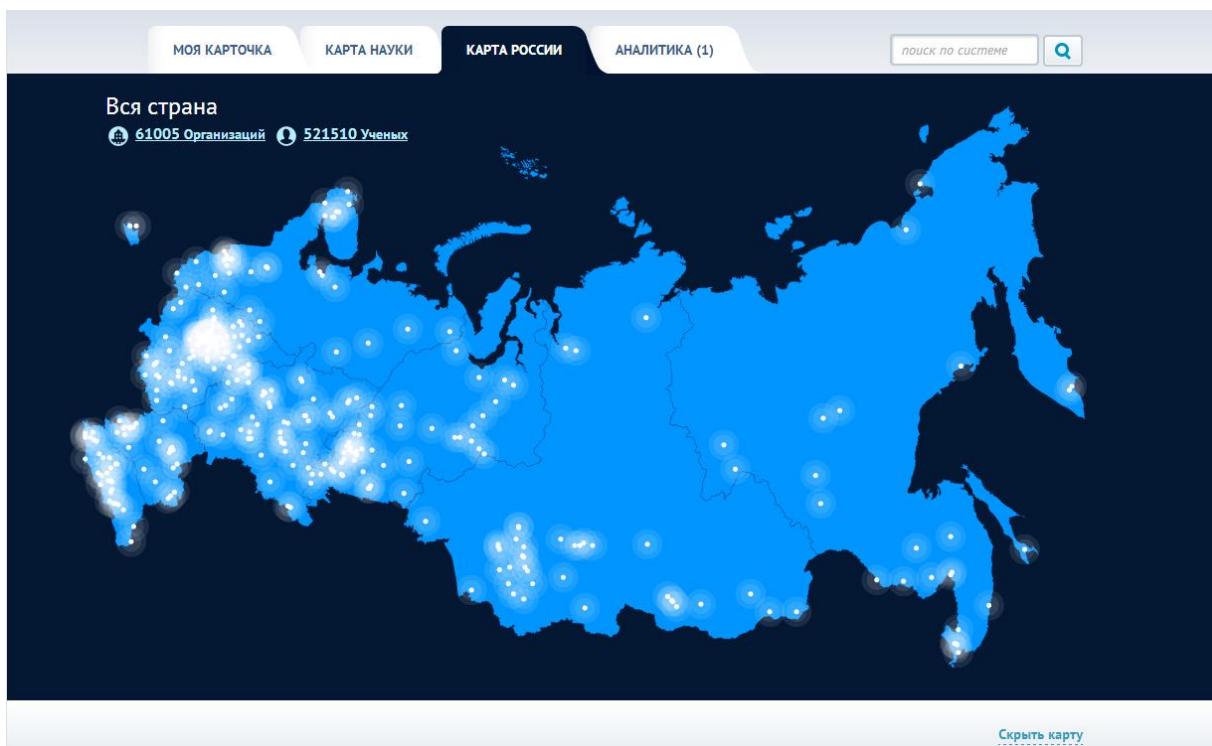 МОЯ КАРТОЧКА КАРТА НАУКИ КАРТА РОССИИ АНАЛИТИКА (1) поиск по системе
Вся страна
61005 Организаций 521510 Ученых
Скрыть карту